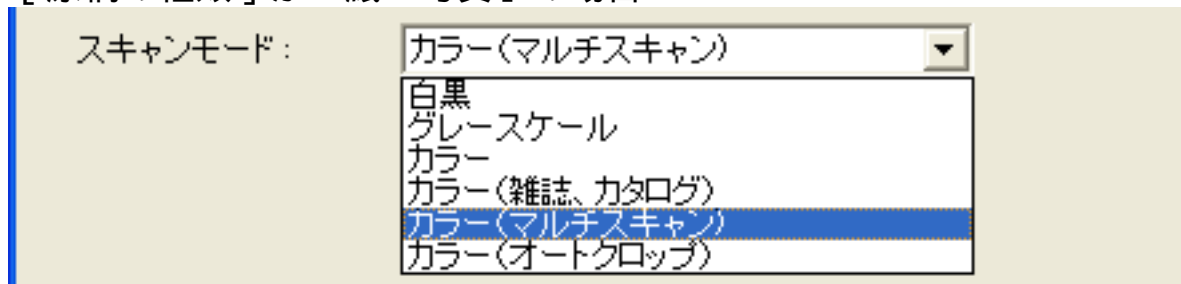 スキャンモード: カラー(マルチスキャン)
白黒
グレースケール
カラー
カラー(雑誌、カタログ)
カラー(マルチスキャン)
カラー(オートクロップ)